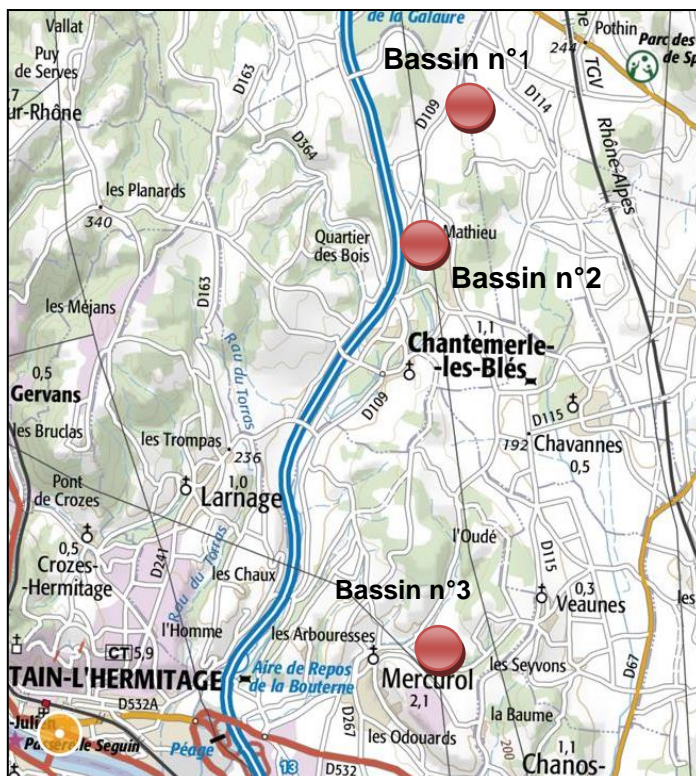 de la Galaure
Vallat
Puy
de Serves
D163
Pothin
244
Parc des
de Sp
ur-Rhône
Bassin n°1
D109
D114
TGV
Rhône-Alpes
D364
les Planards
340
Quartier
des Bois
Mathieu
Bassin n°2
D163
les Méjans
1,1
Chantemerle-
-les-Blés
0,5
Gervans
Rau du Torras
D109
D115
les Bruclas
les Trompas
236
192
Chavannes
0,5
Pont
de Crozes
1,0
Larnage
l'Oudé
0,5
Crozes-
-Hermitage
D241
Rau du Torras
les Chaux
D115
Bassin n°3
0,3
Veaunes
les
l'Homme
les Arbouresses
CT 5,9
TAIN-L'HERMITAGE
Aire de Repos
de la Bouterne
Mercurol
2,1
les Seyvons
D67
D532A
-Julien
Péage
D267
la Baume
les Odouards
200
1,1
Chanos-
13
D532